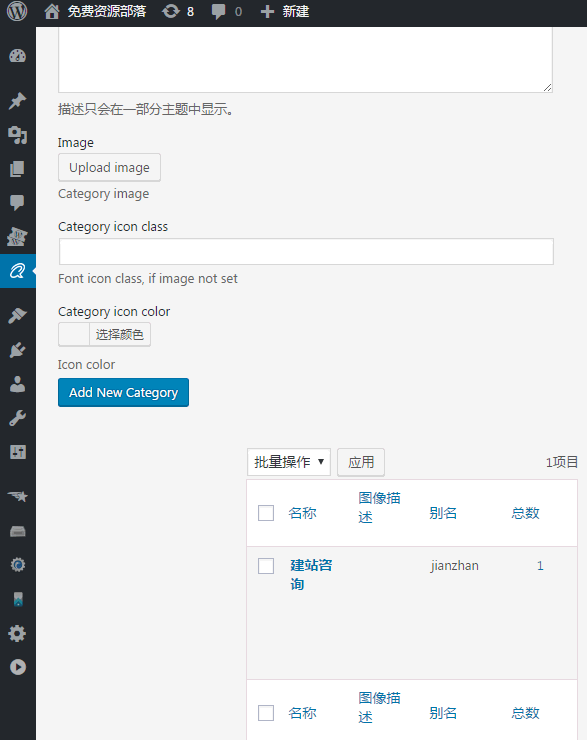 免费资源部落 8 0 新建
描述只会在一部分主题中显示。
Image
Upload image
Category image
Category icon class
Font icon class, if image not set
Category icon color
选择颜色
Icon color
Add New Category
批量操作 ▼ 应用 1项目
名称 图像描 别名 总数
述
建站咨 jianzhan 1
询
名称 图像描 别名 总数
述